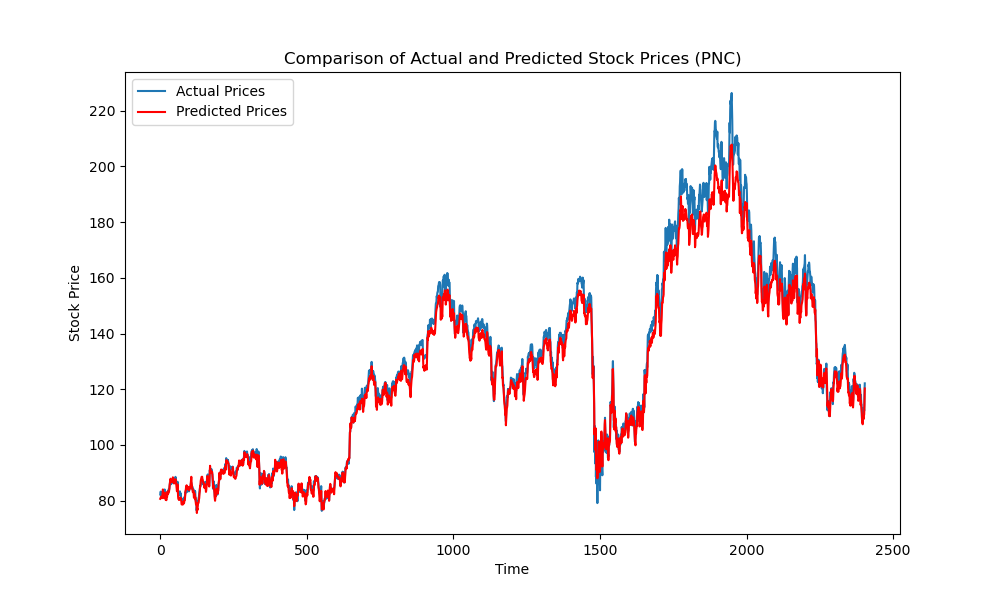 Comparison of Actual and Predicted Stock Prices (PNC)
Actual Prices
Predicted Prices
Stock Price
220
200
180
160
140
120
100
80
0 500 1000 1500 2000 2500
Time